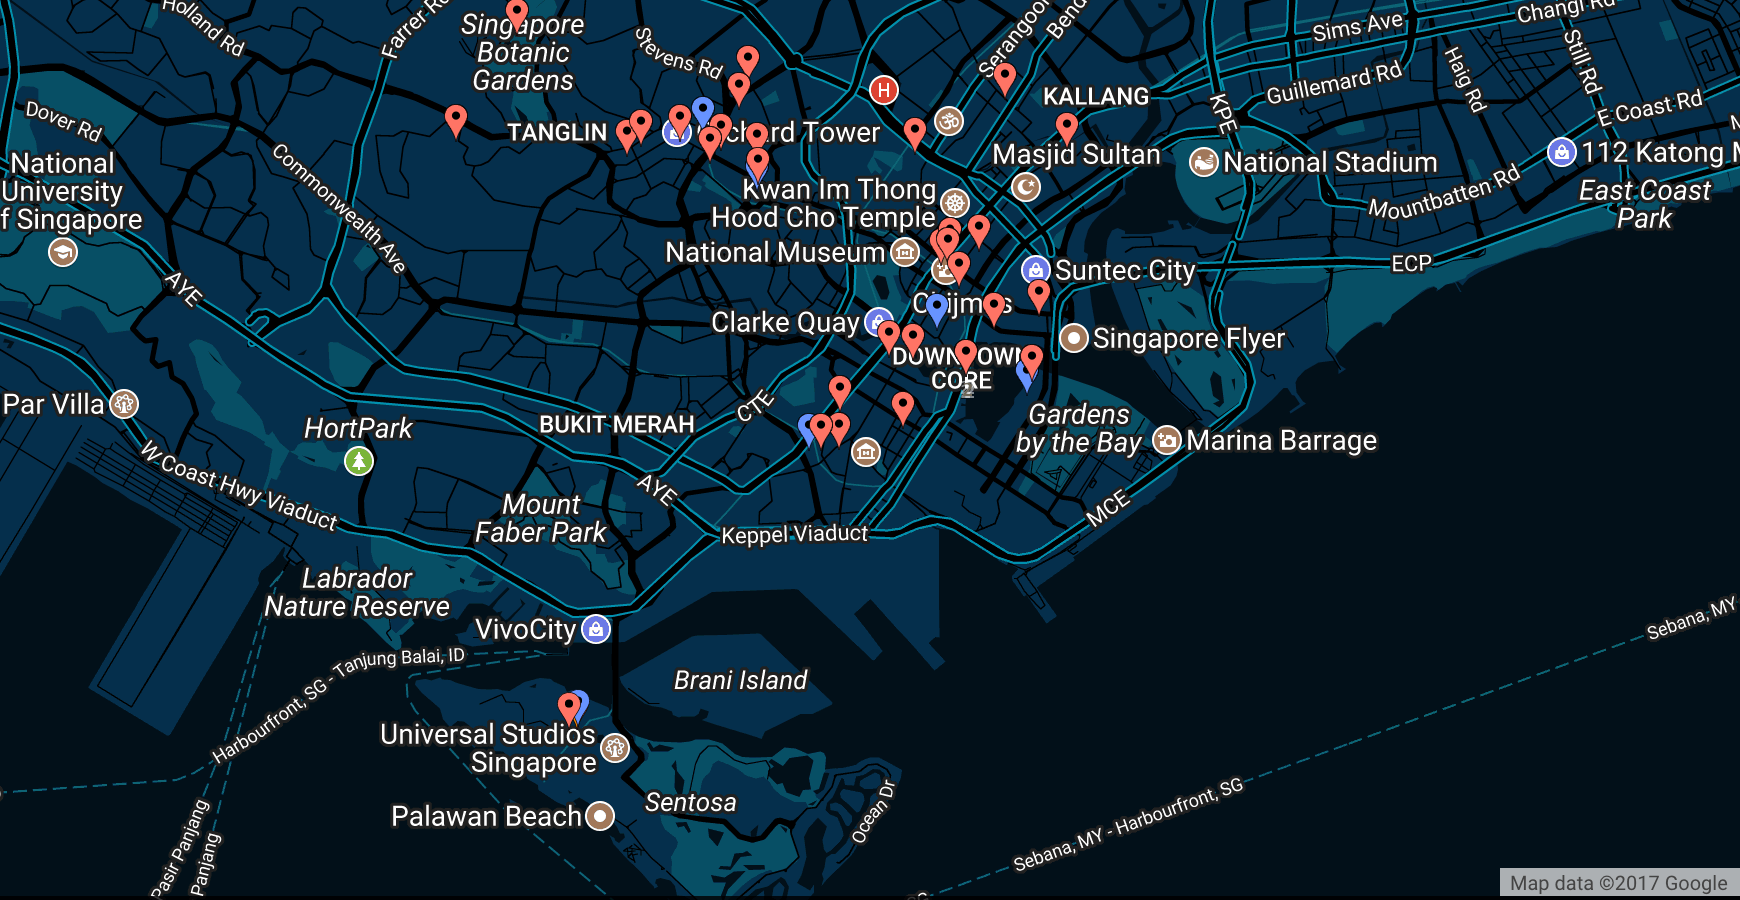 Holland Rd
Farrer Rd
Singapore
Botanic
Gardens
Stevens Rd
Serangoon
Sims Ave
Changi Rd
Still Rd
Haig Rd
Guillemard Rd
KPE
E Coast Rd
KALLANG
H
Dover Rd
TANGLIN
National
University
f Singapore
Commonwealth Ave
Masjid Sultan
National Stadium
112 Katong
Mountbatten Rd
East Coast
Park
Kwan Im Thong
Hood Cho Temple
National Museum
Suntec City
ECP
AYE
Clarke Quay
Singapore Flyer
DOWNTOWN
CORE
Par Villa
HortPark
BUKIT MERAH
CTE
Gardens
by the Bay
Marina Barrage
W Coast Hwy Viaduct
AYE
Mount
Faber Park
MCE
Keppel Viaduct
Labrador
Nature Reserve
VivoCity
Sebana, MY
Harbourfront, SG - Tanjung Balai, ID
Brani Island
Universal Studios
Singapore
Sentosa
Palawan Beach
Ocean Dr
Sebana, MY - Harbourfront, SG
Pasir Panjang
Panjang
Map data ©2017 Google